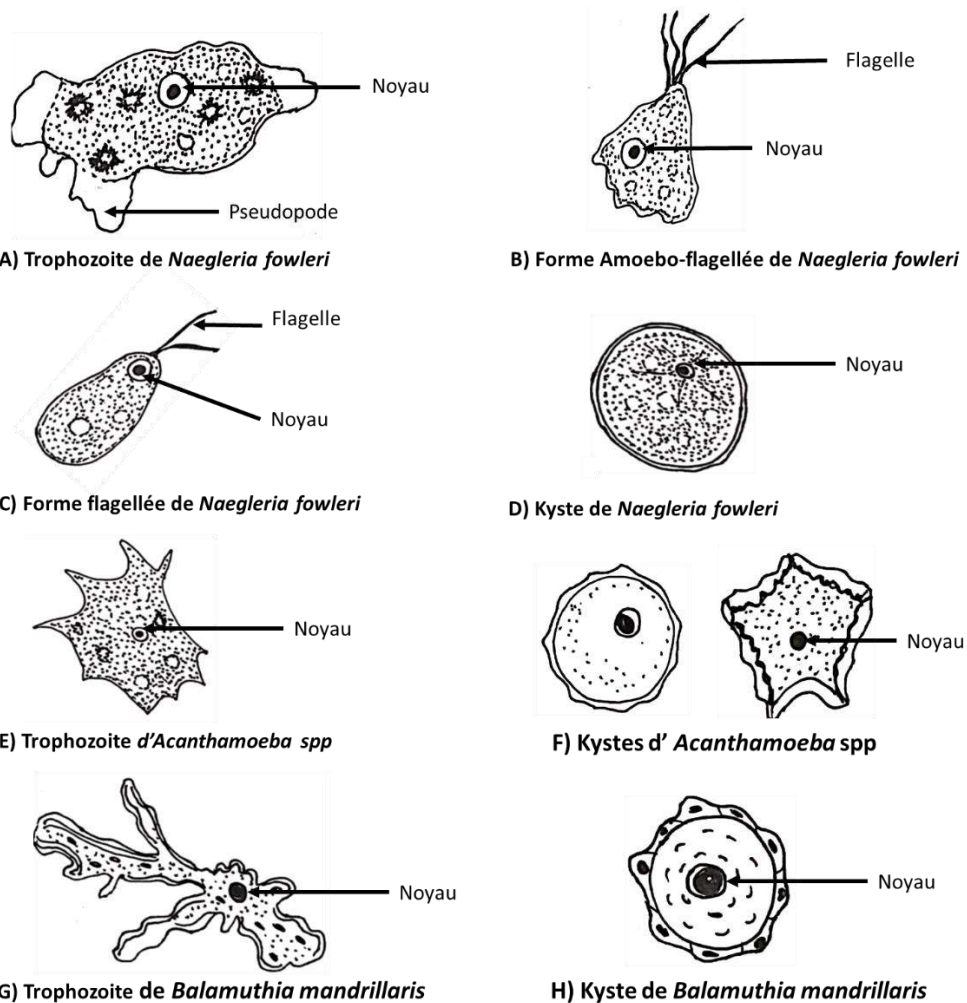 Noyau
Pseudopode
A) Trophozoite de Naegleria fowleri
Flagelle
Noyau
B) Forme Amoebo-flagellée de Naegleria fowleri
Flagelle
Noyau
C) Forme flagellée de Naegleria fowleri
Noyau
D) Kyste de Naegleria fowleri
Noyau
E) Trophozoite d'Acanthamoeba spp
Noyau
F) Kystes d' Acanthamoeba spp
Noyau
G) Trophozoite de Balamuthia mandrillaris
Noyau
H) Kyste de Balamuthia mandrillaris